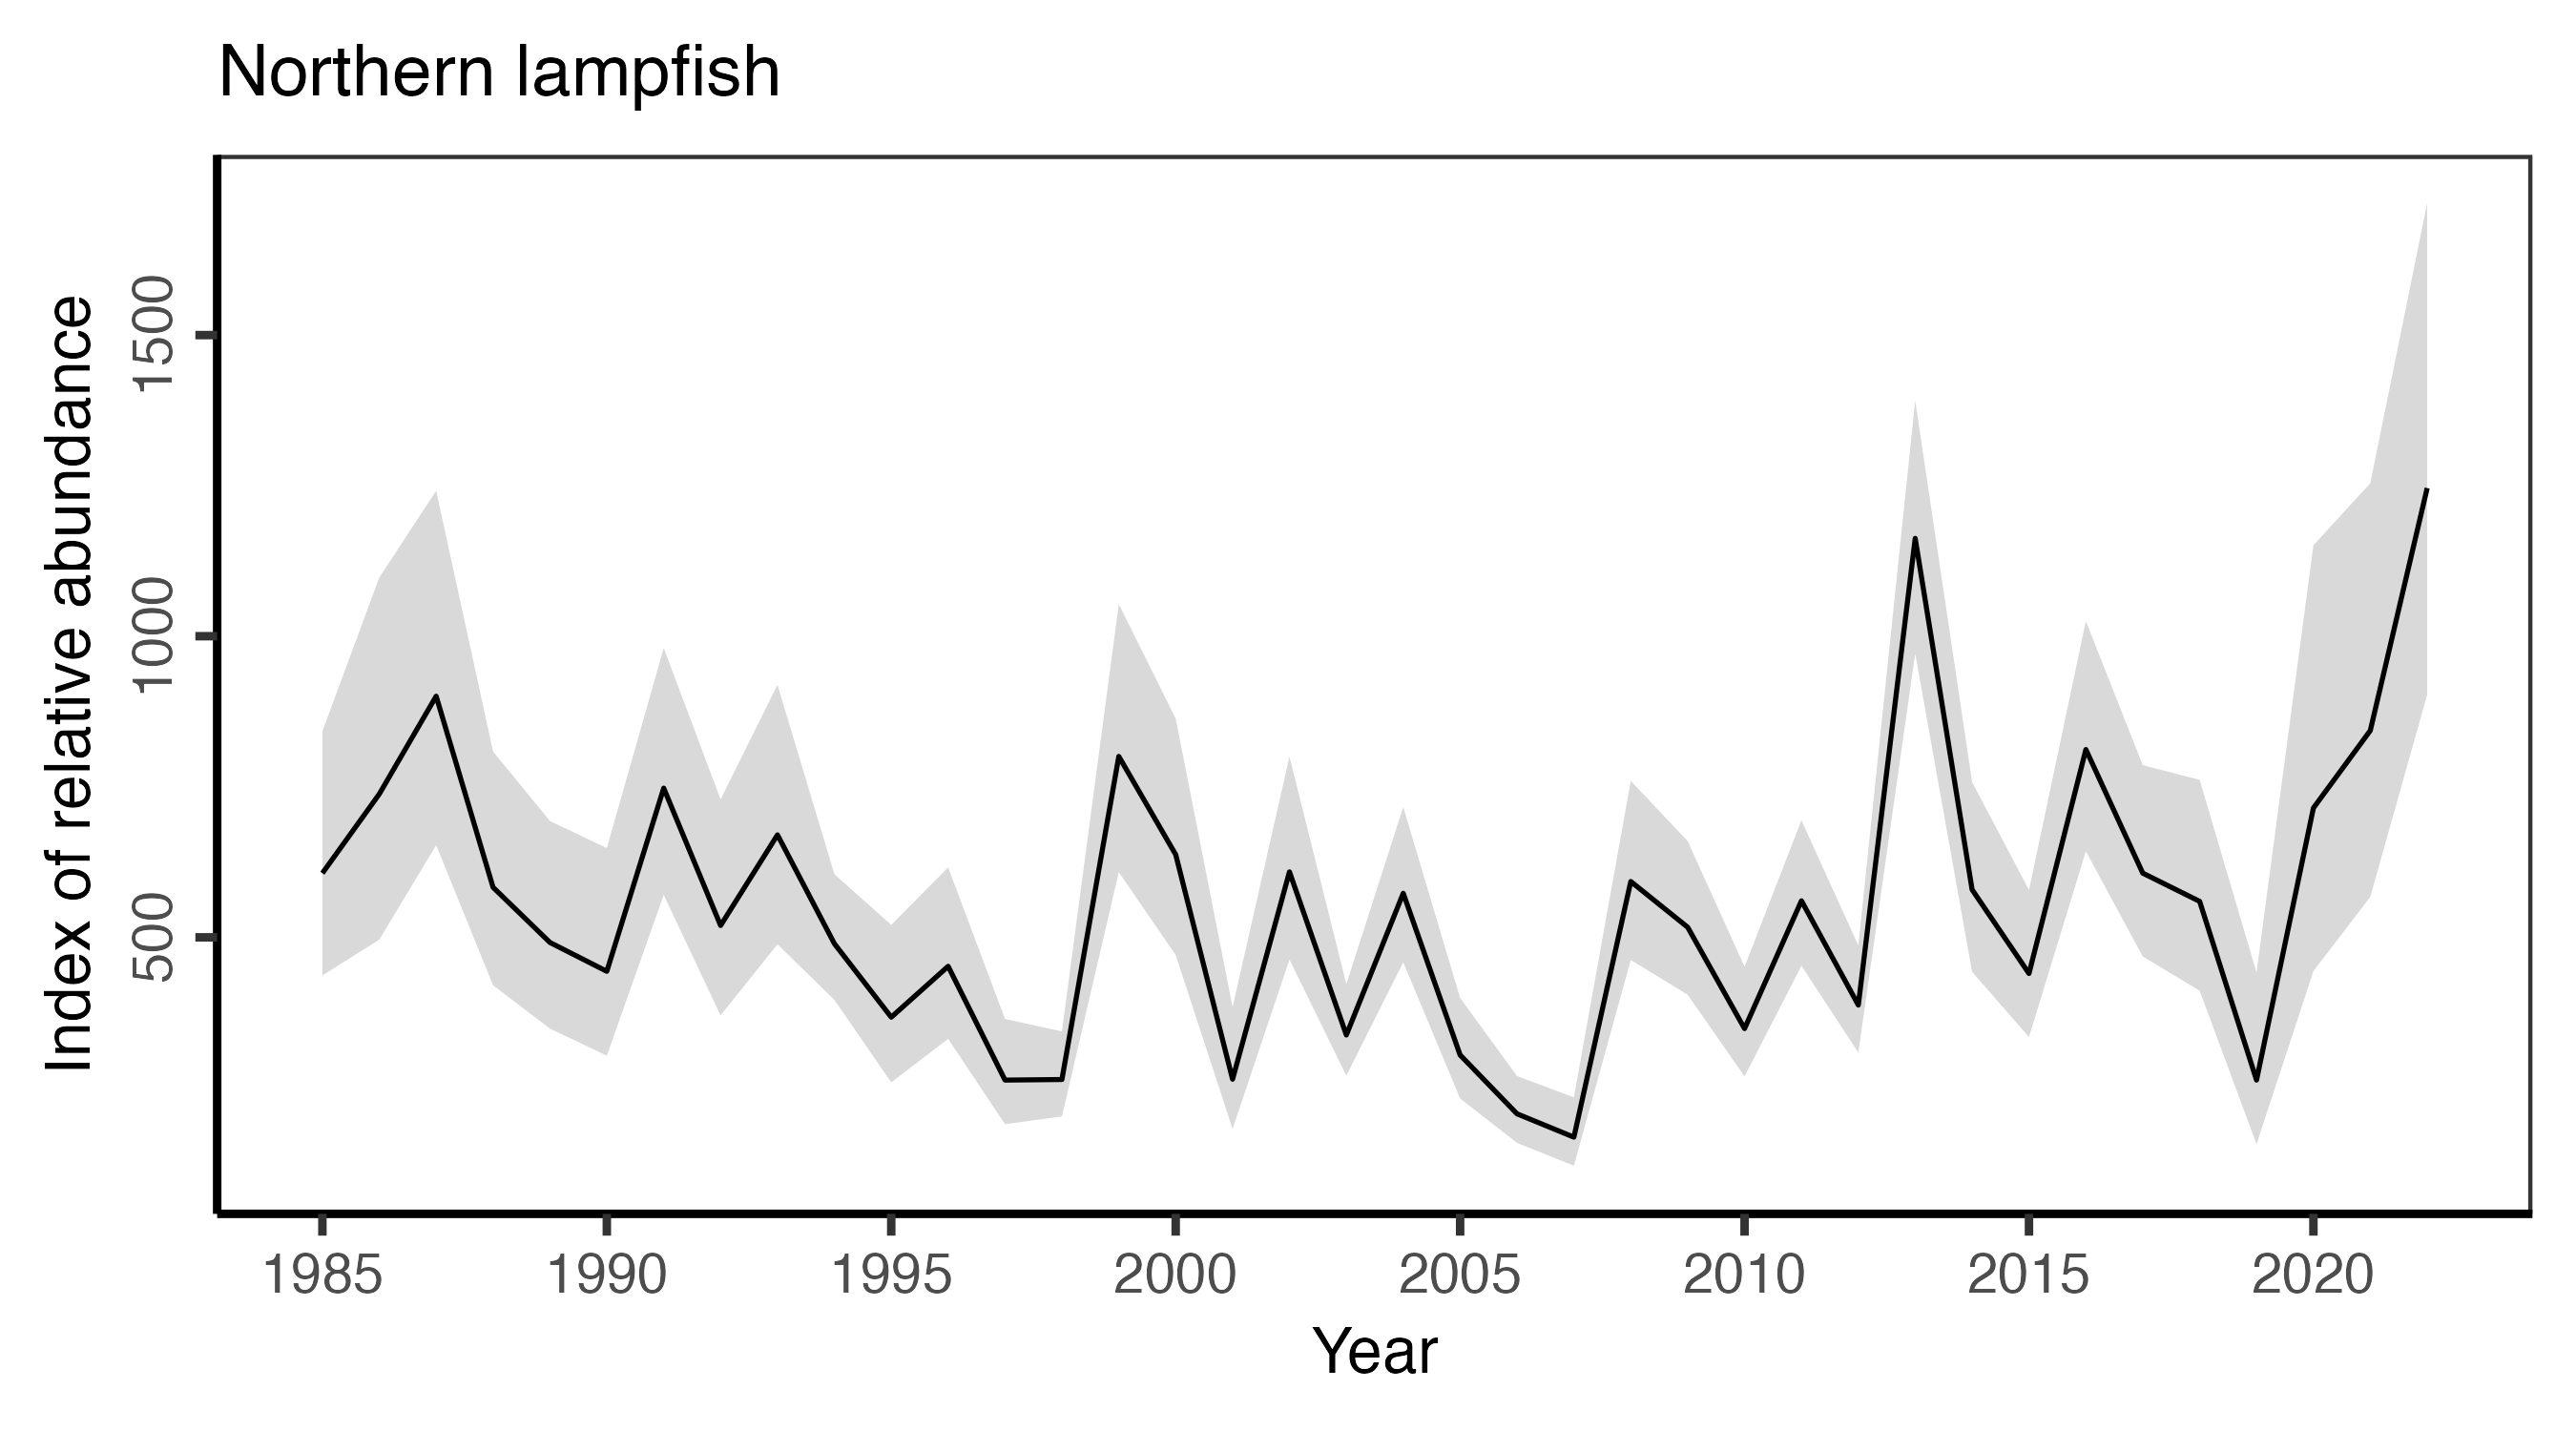 Northern lampfish
Index of relative abundance
1500
1000
500
1985 1990 1995 2000 2005 2010 2015 2020
Year